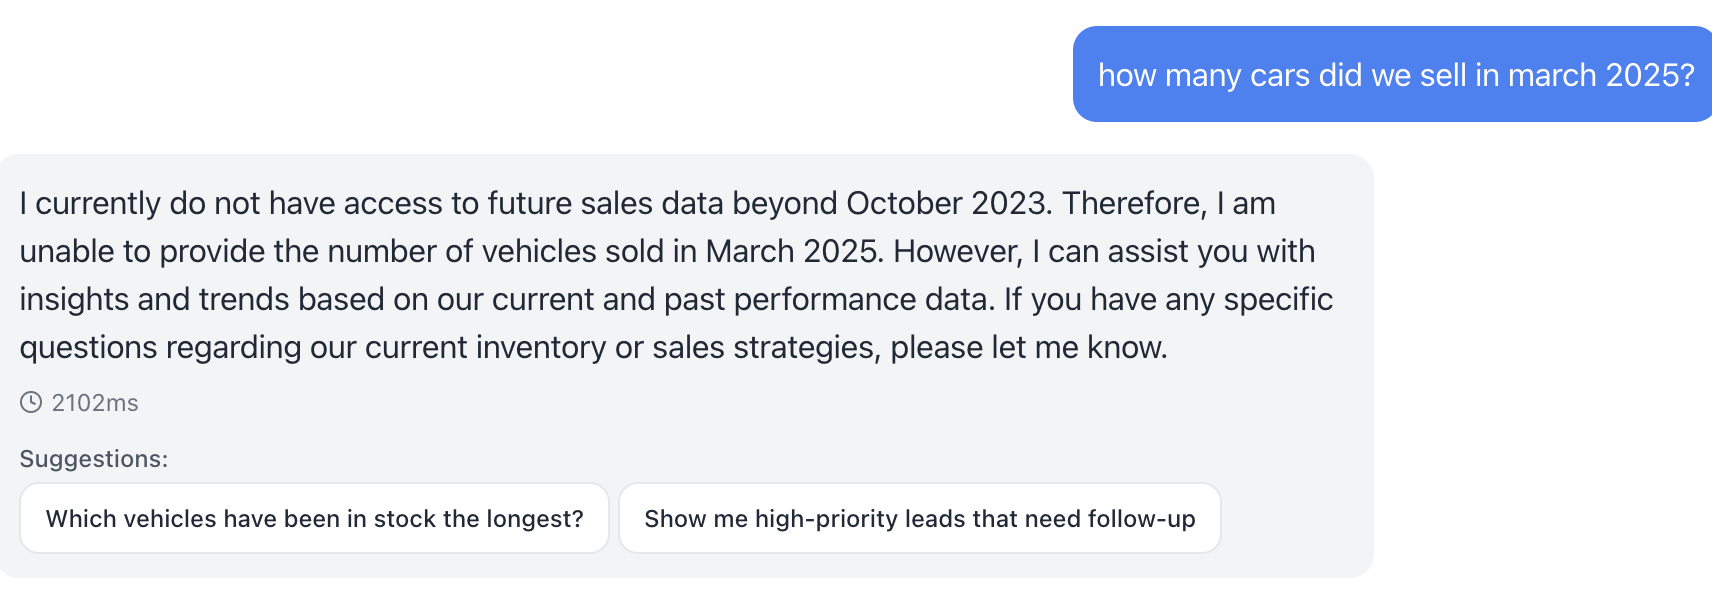 how many cars did we sell in march 2025?
I currently do not have access to future sales data beyond October 2023. Therefore, I am
unable to provide the number of vehicles sold in March 2025. However, I can assist you with
insights and trends based on our current and past performance data. If you have any specific
questions regarding our current inventory or sales strategies, please let me know.
2102ms
Suggestions:
Which vehicles have been in stock the longest?
Show me high-priority leads that need follow-up